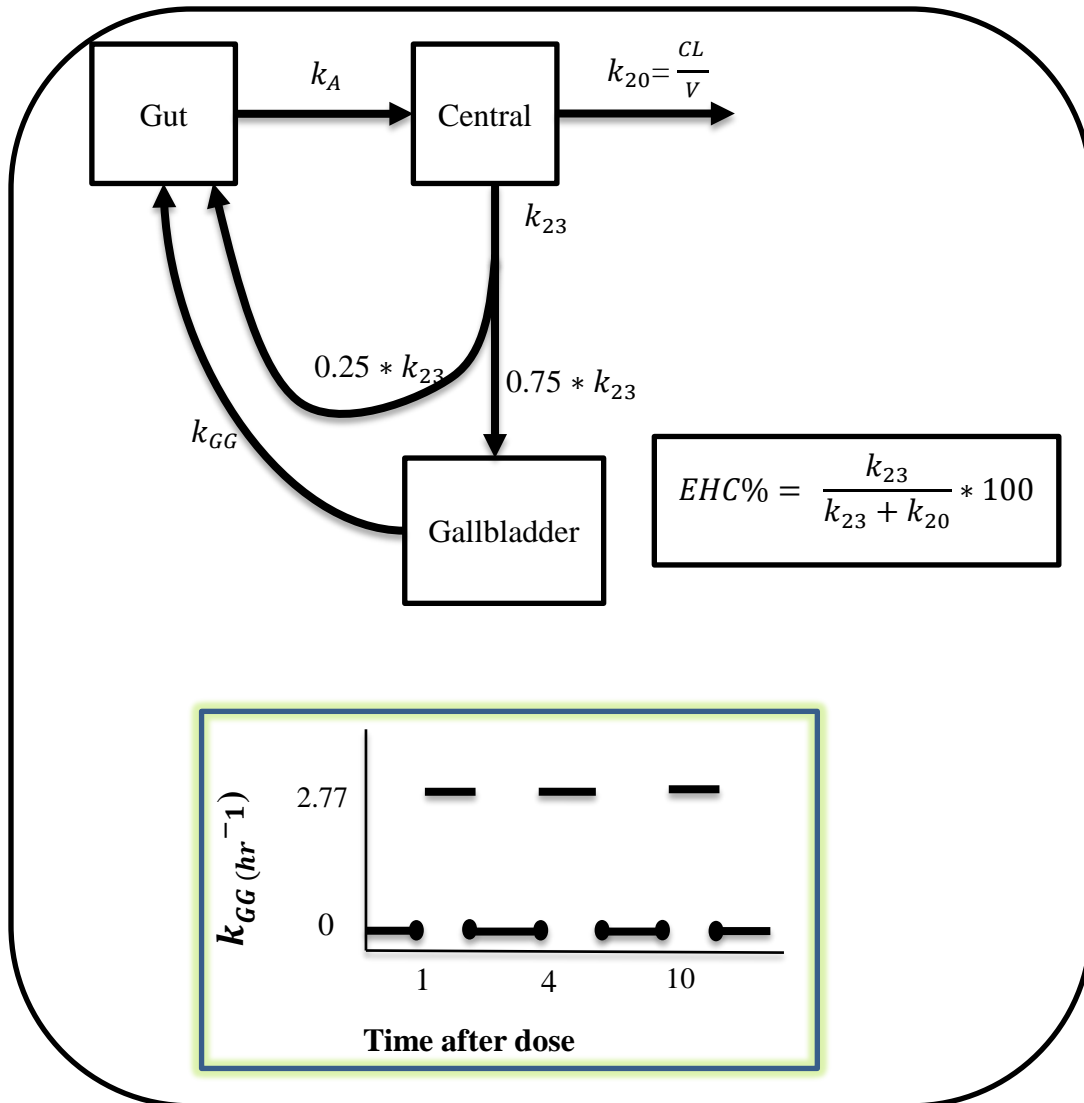 Gut
k_A
Central
k_20 = CL/V
k_23
0.25 * k_23
0.75 * k_23
k_GG
Gallbladder
EHC% = k_23 / (k_23 + k_20) * 100
k_GG (hr^-1)
2.77
0
1 4 10
Time after dose